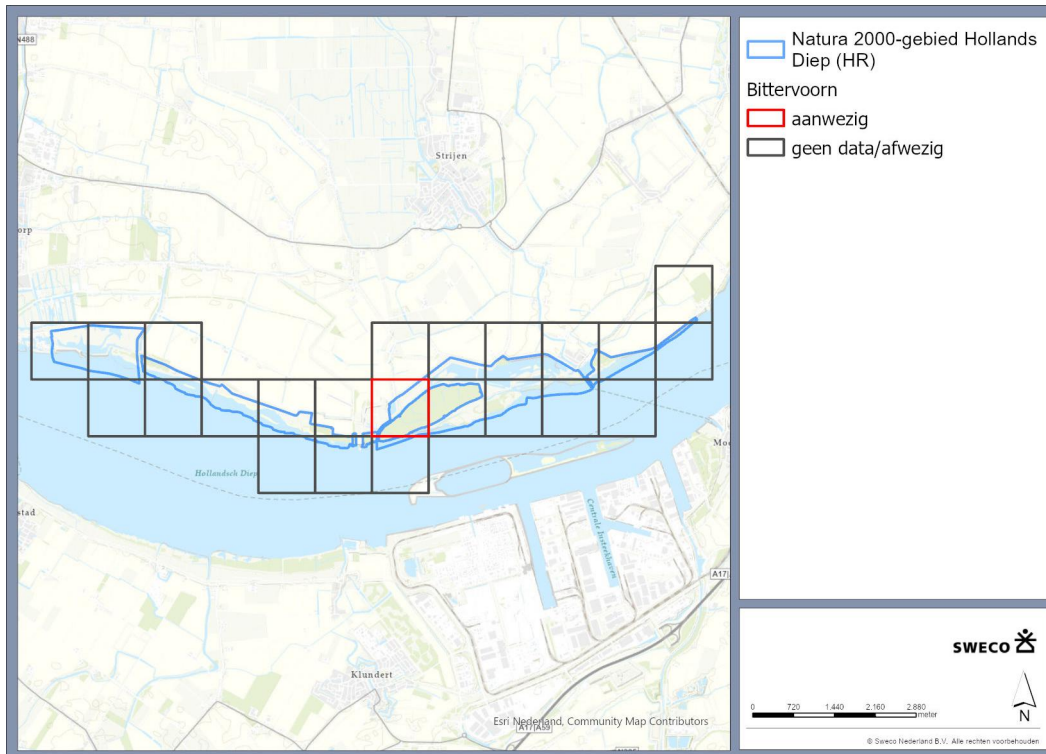 N488
Strijen
orp
Hollandsch Diep
stad
Moe
Centrale Insteekhaven
A17|
Klundert
A17|A59
Esri Nederland, Community Map Contributors
Natura 2000-gebied Hollands
Diep (HR)
Bittervoorn
aanwezig
geen data/afwezig
SWECO
0 720 1.440 2.160 2.880
meter
N
© Sweco Nederland B.V. Alle rechten voorbehouden